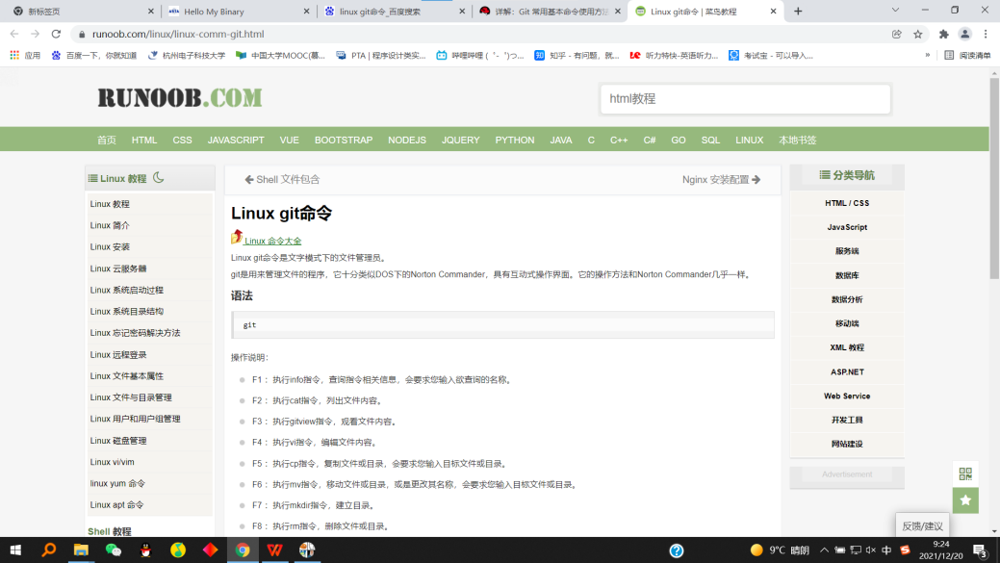 新标签页
Hello My Binary
linux git命令_百度搜索
详解：Git 常用基本命令使用方法
Linux git命令 | 菜鸟教程
runoob.com/linux/linux-comm-git.html
应用
百度一下，你就知道
杭州电子科技大学
中国大学MOOC(慕...
PTA | 程序设计类实...
哔哩哔哩 (゜-゜)つ...
知乎 - 有问题，就...
听力特快-英语听力...
考试宝 - 可以导入...
»
阅读清单
RUNOOB.COM
html教程
首页 HTML CSS JAVASCRIPT VUE BOOTSTRAP NODEJS JQUERY PYTHON JAVA C C++ C# GO SQL LINUX 本地书签
Linux 教程
Linux 教程
Linux 简介
Linux 安装
Linux 云服务器
Linux 系统启动过程
Linux 系统目录结构
Linux 忘记密码解决方法
Linux 远程登录
Linux 文件基本属性
Linux 文件与目录管理
Linux 用户和用户组管理
Linux 磁盘管理
Linux vi/vim
linux yum 命令
Linux apt 命令
Shell 教程
Shell 文件包含
Nginx 安装配置
Linux git命令
Linux 命令大全
Linux git命令是文字模式下的文件管理员。
git是用来管理文件的程序，它十分类似DOS下的Norton Commander，具有互动式操作界面。它的操作方法和Norton Commander几乎一样。
语法
git
操作说明：
F1 ：执行info指令，查询指令相关信息，会要求您输入欲查询的名称。
F2 ：执行cat指令，列出文件内容。
F3 ：执行gitview指令，观看文件内容。
F4 ：执行vi指令，编辑文件内容。
F5 ：执行cp指令，复制文件或目录，会要求您输入目标文件或目录。
F6 ：执行mv指令，移动文件或目录，或是更改其名称，会要求您输入目标文件或目录。
F7 ：执行mkdir指令，建立目录。
F8 ：执行rm指令，删除文件或目录。
分类导航
HTML / CSS
JavaScript
服务端
数据库
数据分析
移动端
XML 教程
ASP.NET
Web Service
开发工具
网站建设
Advertisement
反馈/建议
9°C 晴朗
中
9:24
2021/12/20
3